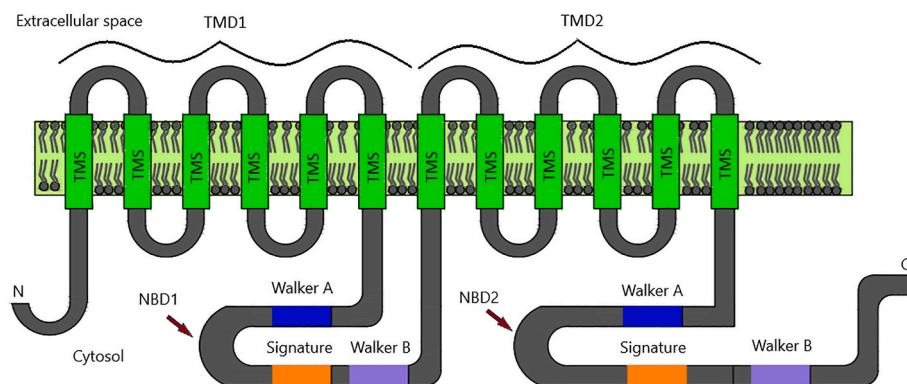 Extracellular space
TMD1
TMD2
TMS
TMS
TMS
TMS
TMS
TMS
TMS
TMS
TMS
TMS
TMS
TMS
N
C
NBD1
Walker A
NBD2
Walker A
Cytosol
Signature
Walker B
Signature
Walker B